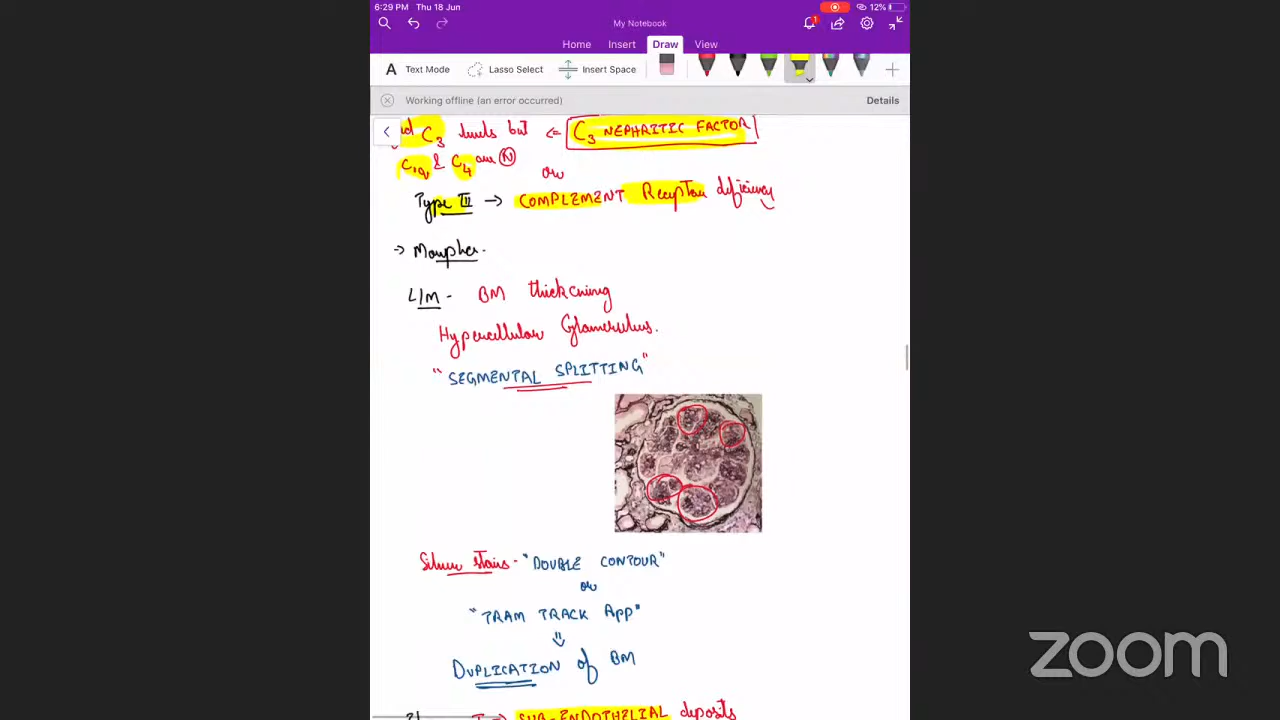 6:29 PM Thu 18 Jun 12%
My Notebook
Home Insert Draw View
A Text Mode Lasso Select Insert Space
Working offline (an error occurred) Details
C3 levels but <= C3 NEPHRITIC FACTOR
C1q & C4 are N
or
Type III → COMPLEMENT Receptor deficiency
→ Morpho.
L/M - BM thickening
Hypercellular Glomerulus.
"SEGMENTAL SPLITTING"
Silver stains - "DOUBLE CONTOUR"
or
"TRAM TRACK App"
⇓
DUPLICATION of BM
I → SUB-ENDOTHELIAL deposits
zoom